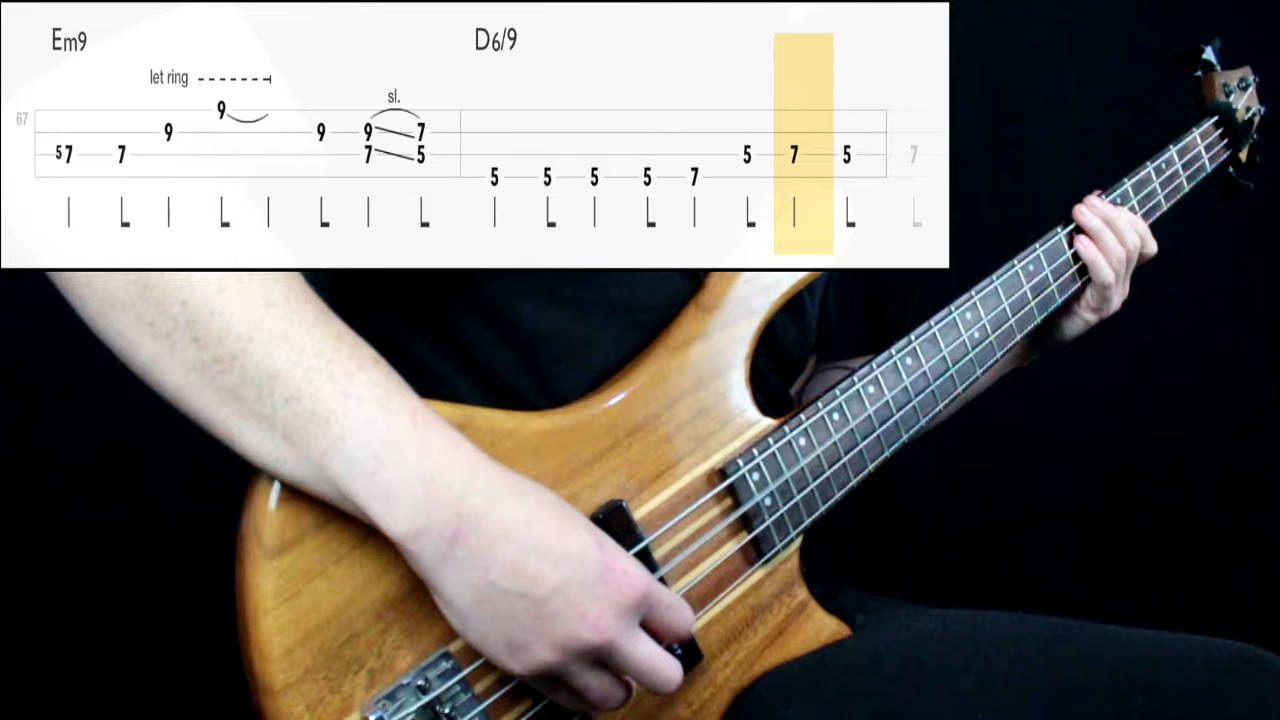 Em9 D6/9
let ring
sl.
67 9
9 9 9 7
5 7 7 7 5 5 7 5 7
5 5 5 5 7